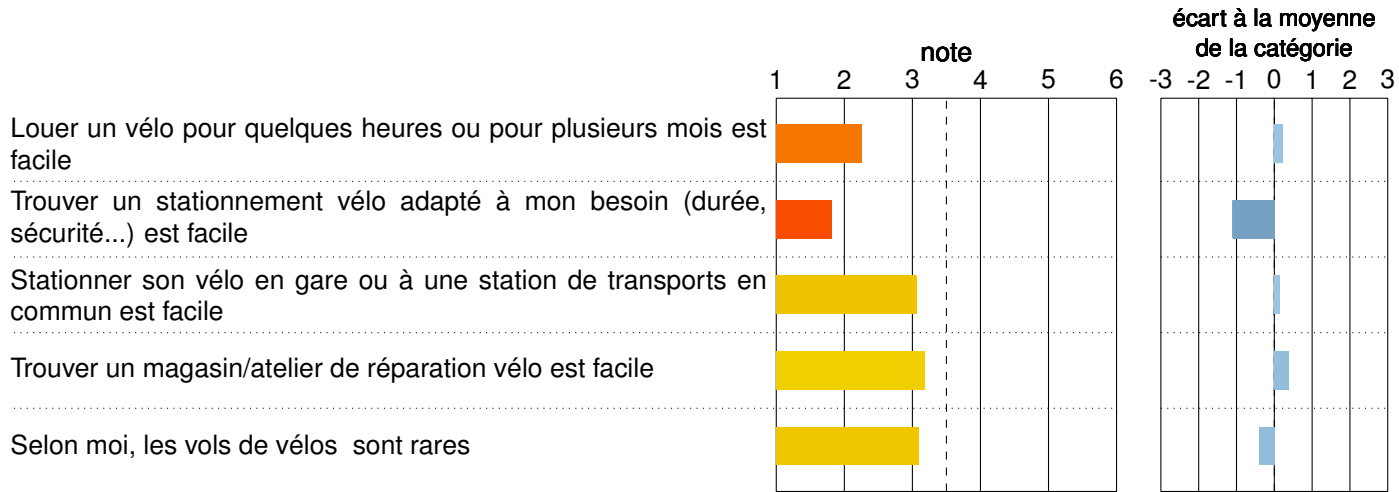 écart à la moyenne
de la catégorie
note
1 2 3 4 5 6
-3 -2 -1 0 1 2 3
Louer un vélo pour quelques heures ou pour plusieurs mois est
facile
Trouver un stationnement vélo adapté à mon besoin (durée,
sécurité...) est facile
Stationner son vélo en gare ou à une station de transports en
commun est facile
Trouver un magasin/atelier de réparation vélo est facile
Selon moi, les vols de vélos sont rares